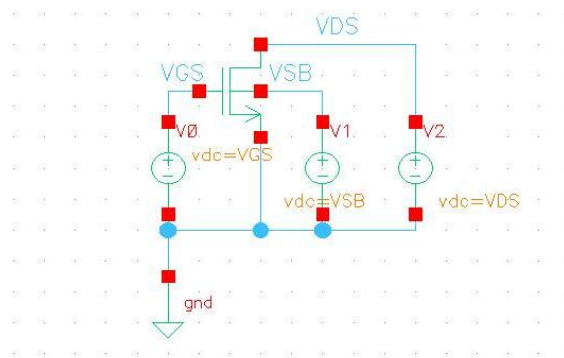 VDS
VGS VSB
V0 V1 V2
vdc=VGS
vdc=VSB vdc=VDS
gnd